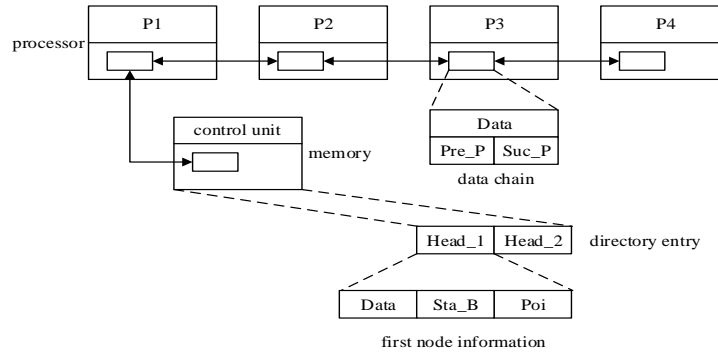 P1 P2 P3 P4
processor
Data
control unit
Pre_P Suc_P
memory
data chain
Head_1 Head_2 directory entry
Data Sta_B Poi
first node information